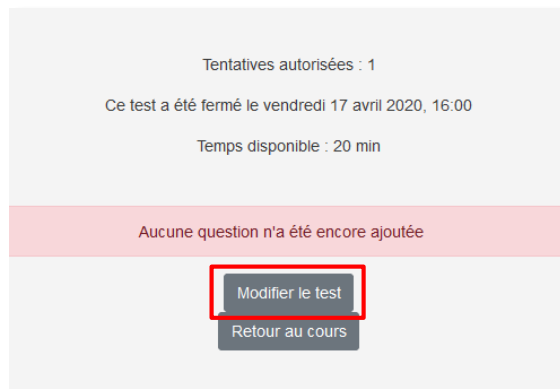 Tentatives autorisées : 1
Ce test a été fermé le vendredi 17 avril 2020, 16:00
Temps disponible : 20 min
Aucune question n'a été encore ajoutée
Modifier le test
Retour au cours